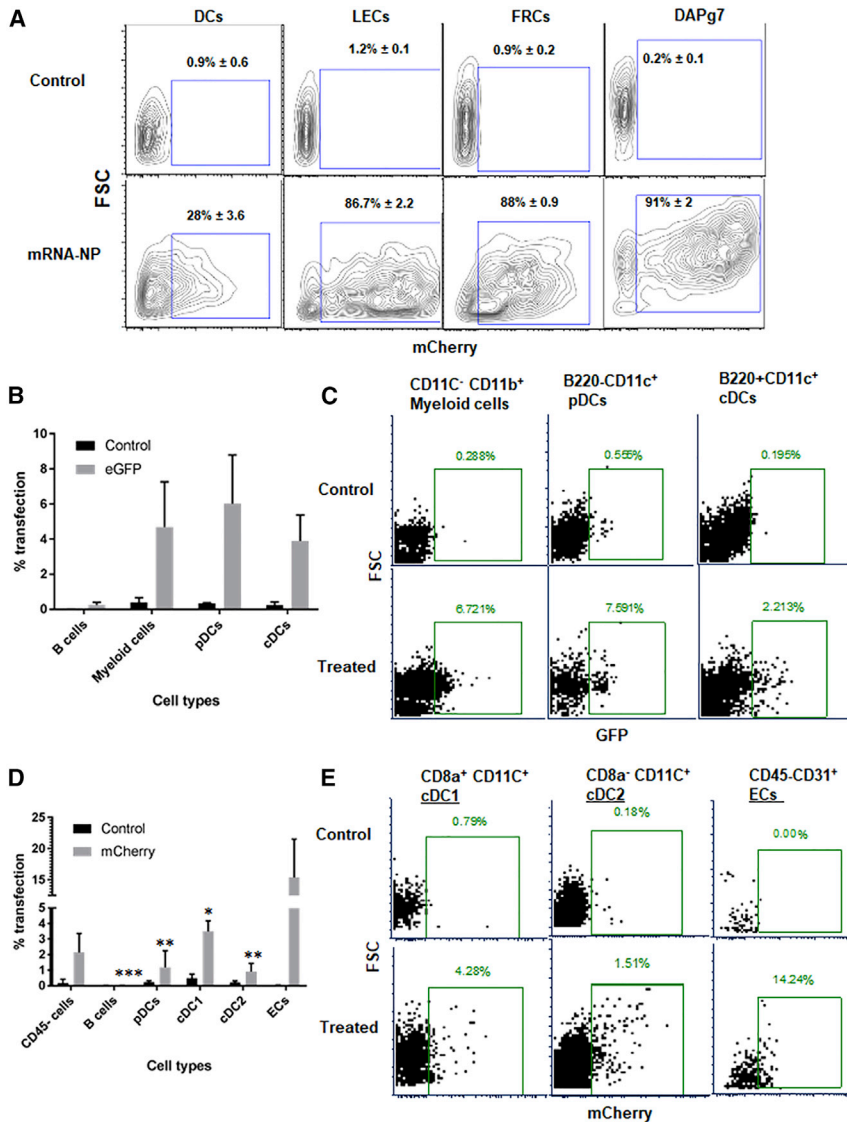 A
DCs LECs FRCs DAPg7
Control
0.9% ± 0.6 1.2% ± 0.1 0.9% ± 0.2 0.2% ± 0.1
FSC
mRNA-NP
28% ± 3.6 86.7% ± 2.2 88% ± 0.9 91% ± 2
mCherry
B
10
8
6
4
2
0
% transfection
Control
eGFP
B cells Myeloid cells pDCs cDCs
Cell types
C
CD11C- CD11b+ B220-CD11c+ B220+CD11c+
Myeloid cells pDCs cDCs
Control
0.288% 0.555% 0.195%
FSC
Treated
6.721% 7.591% 2.213%
GFP
D
25
20
15
5
4
3
2
1
0
% transfection
Control
mCherry
*** ** * **
CD45- cells B cells pDCs cDC1 cDC2 ECs
Cell types
E
CD8a+ CD11C+ CD8a- CD11C+ CD45-CD31+
cDC1 cDC2 ECs
Control
0.79% 0.18% 0.00%
FSC
Treated
4.28% 1.51% 14.24%
mCherry